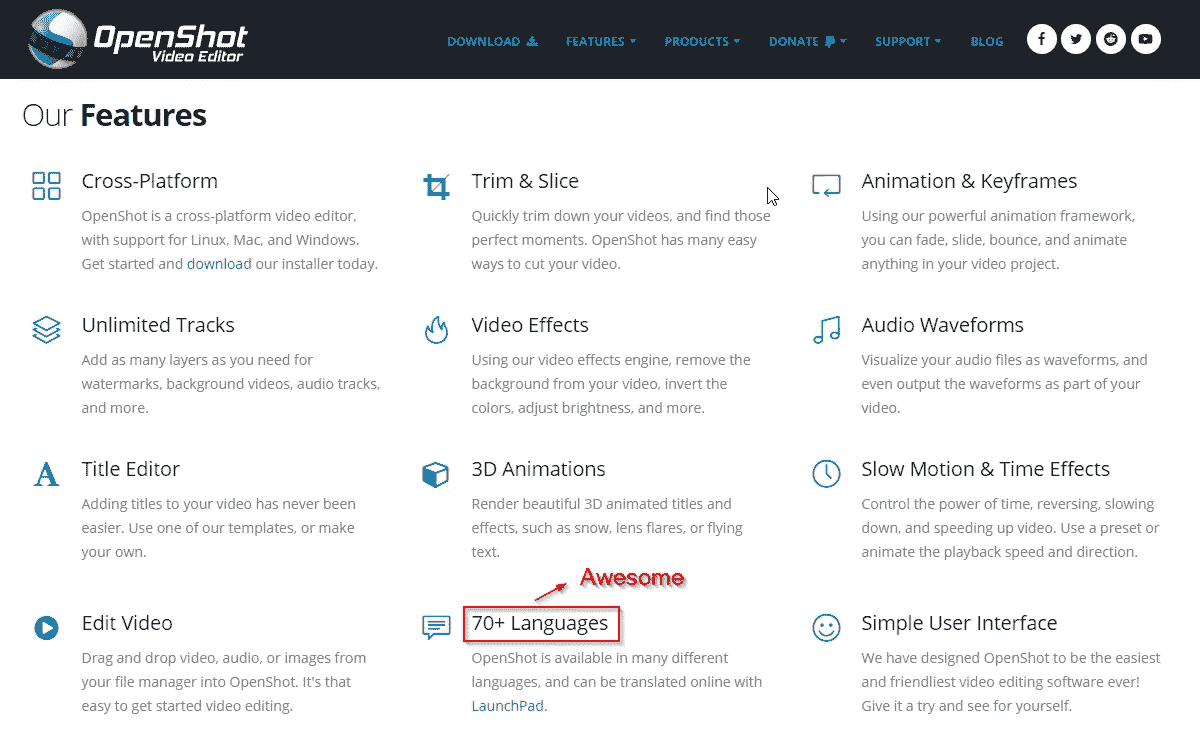 OpenShot
Video Editor
DOWNLOAD
FEATURES
PRODUCTS
DONATE
SUPPORT
BLOG
Our Features
Cross-Platform
OpenShot is a cross-platform video editor,
with support for Linux, Mac, and Windows.
Get started and download our installer today.
Trim & Slice
Quickly trim down your videos, and find those
perfect moments. OpenShot has many easy
ways to cut your video.
Animation & Keyframes
Using our powerful animation framework,
you can fade, slide, bounce, and animate
anything in your video project.
Unlimited Tracks
Add as many layers as you need for
watermarks, background videos, audio tracks,
and more.
Video Effects
Using our video effects engine, remove the
background from your video, invert the
colors, adjust brightness, and more.
Audio Waveforms
Visualize your audio files as waveforms, and
even output the waveforms as part of your
video.
Title Editor
Adding titles to your video has never been
easier. Use one of our templates, or make
your own.
3D Animations
Render beautiful 3D animated titles and
effects, such as snow, lens flares, or flying
text.
Slow Motion & Time Effects
Control the power of time, reversing, slowing
down, and speeding up video. Use a preset or
animate the playback speed and direction.
Edit Video
Drag and drop video, audio, or images from
your file manager into OpenShot. It's that
easy to get started video editing.
Awesome
70+ Languages
OpenShot is available in many different
languages, and can be translated online with
LaunchPad.
Simple User Interface
We have designed OpenShot to be the easiest
and friendliest video editing software ever!
Give it a try and see for yourself.